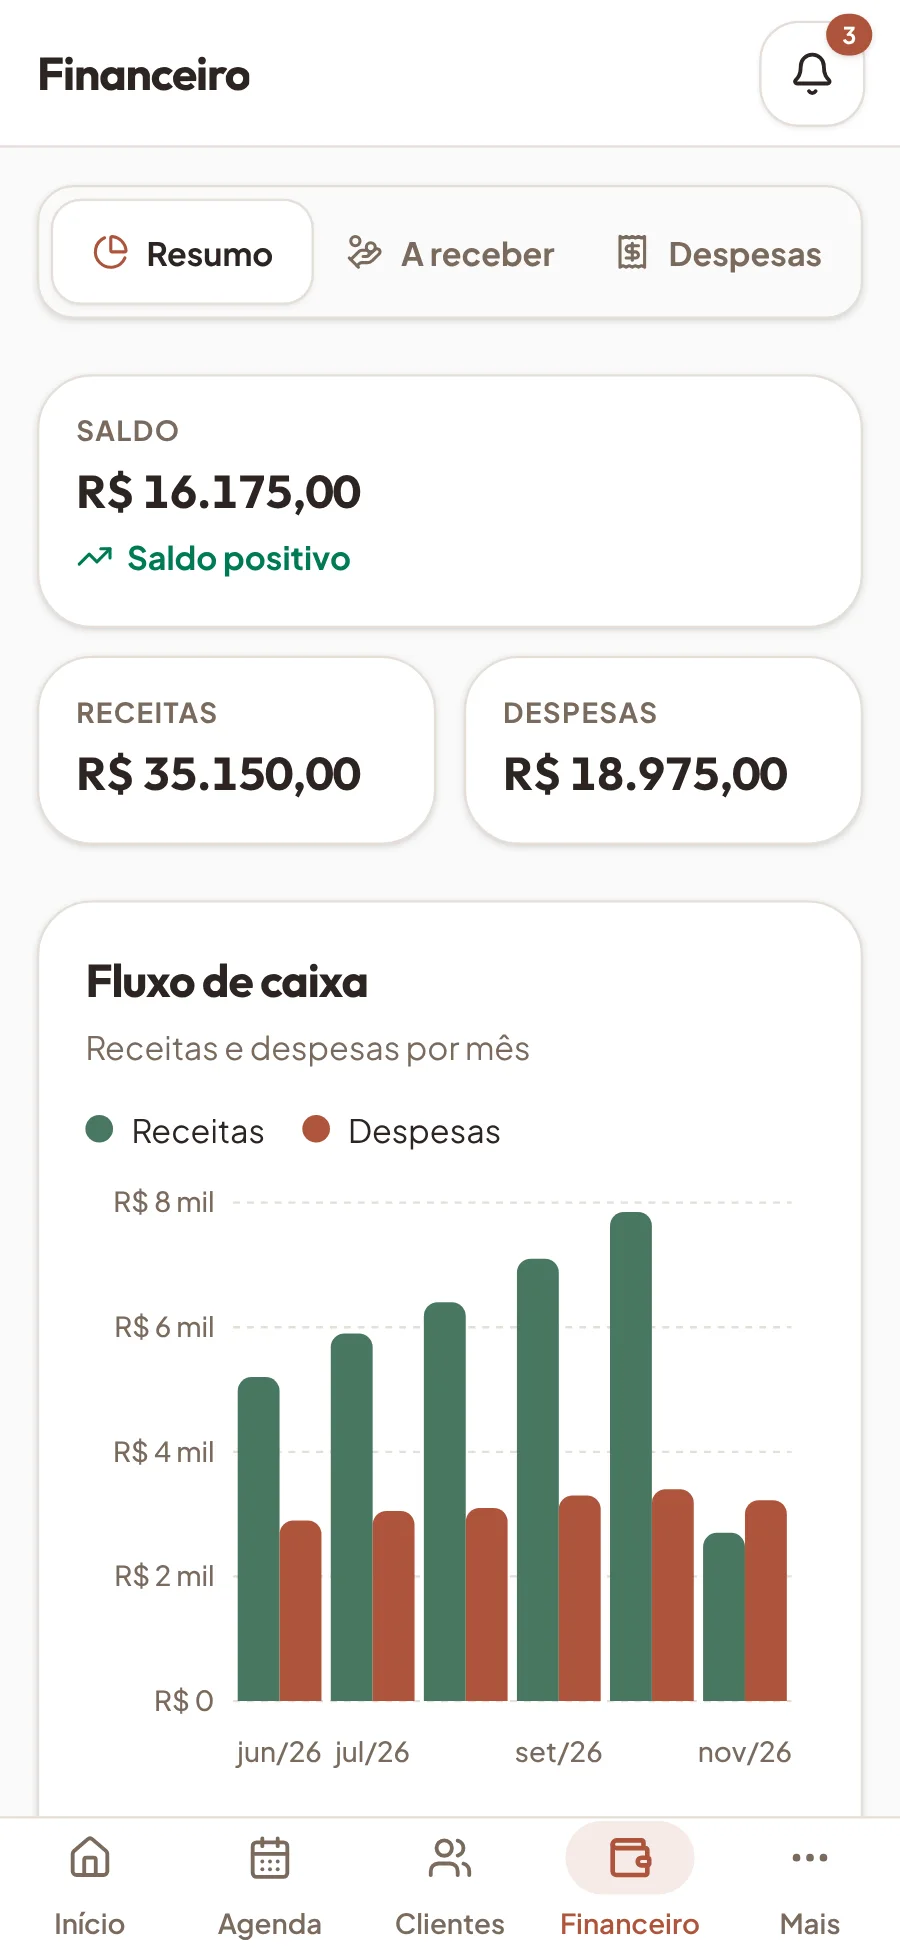 Financeiro
3
Resumo
A receber
Despesas
SALDO
R$ 16.175,00
Saldo positivo
RECEITAS
R$ 35.150,00
DESPESAS
R$ 18.975,00
Fluxo de caixa
Receitas e despesas por mês
Receitas
Despesas
R$ 8 mil
R$ 6 mil
R$ 4 mil
R$ 2 mil
R$ 0
jun/26 jul/26 set/26 nov/26
Início
Agenda
Clientes
Financeiro
Mais